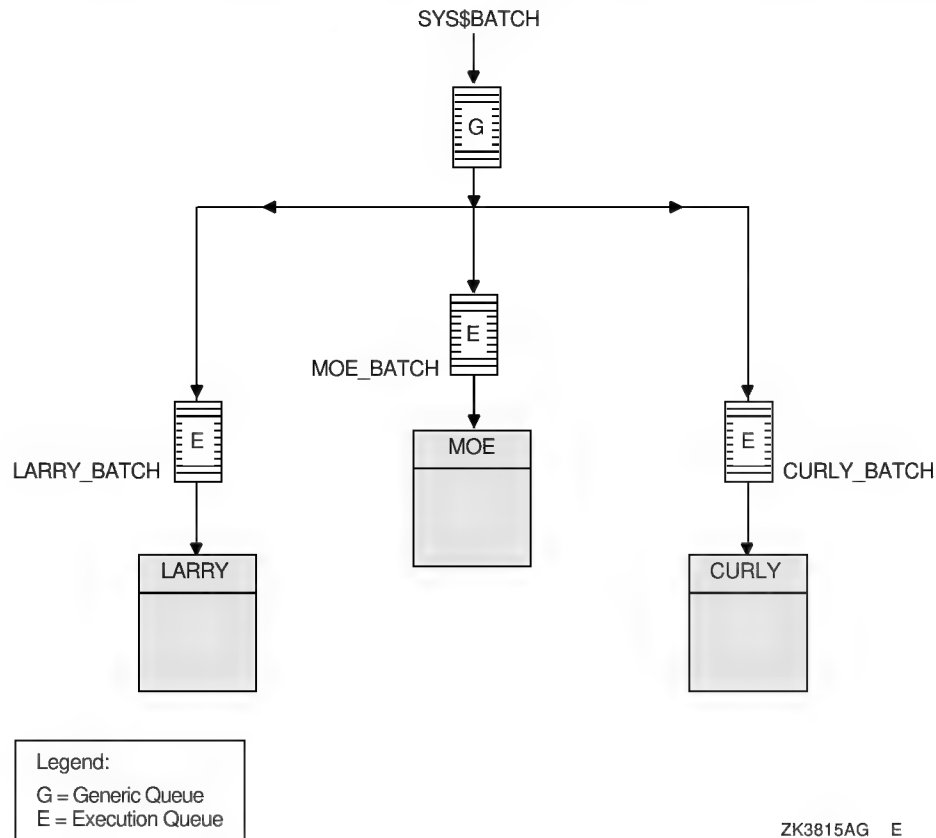 SYS$BATCH
G
E
MOE_BATCH
MOE
E
LARRY_BATCH
E
CURLY_BATCH
LARRY
CURLY
Legend:
G = Generic Queue
E = Execution Queue
ZK3815AG E